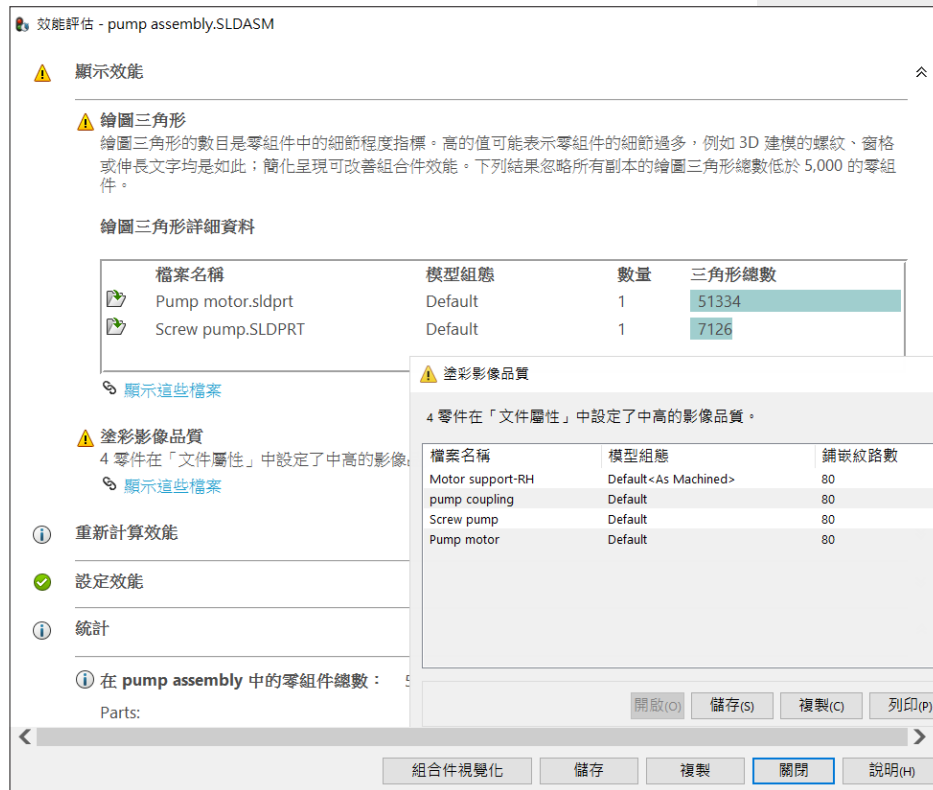 效能評估 - pump assembly.SLDASM
顯示效能
繪圖三角形
繪圖三角形的數目是零組件中的細節程度指標。高的值可能表示零組件的細節過多，例如 3D 建模的螺紋、窗格
或伸長文字均是如此；簡化呈現可改善組合件效能。下列結果忽略所有副本的繪圖三角形總數低於 5,000 的零組
件。
繪圖三角形詳細資料
檔案名稱 模型組態 數量 三角形總數
Pump motor.sldprt Default 1 51334
Screw pump.SLDPRT Default 1 7126
顯示這些檔案
塗彩影像品質
4 零件在「文件屬性」中設定了中高的影像
顯示這些檔案
重新計算效能
設定效能
統計
在 pump assembly 中的零組件總數：
Parts:
塗彩影像品質
4 零件在「文件屬性」中設定了中高的影像品質。
檔案名稱 模型組態 鋪嵌紋路數
Motor support-RH Default<As Machined> 80
pump coupling Default 80
Screw pump Default 80
Pump motor Default 80
開啟(O) 儲存(S) 複製(C) 列印(P)
組合件視覺化 儲存 複製 關閉 說明(H)